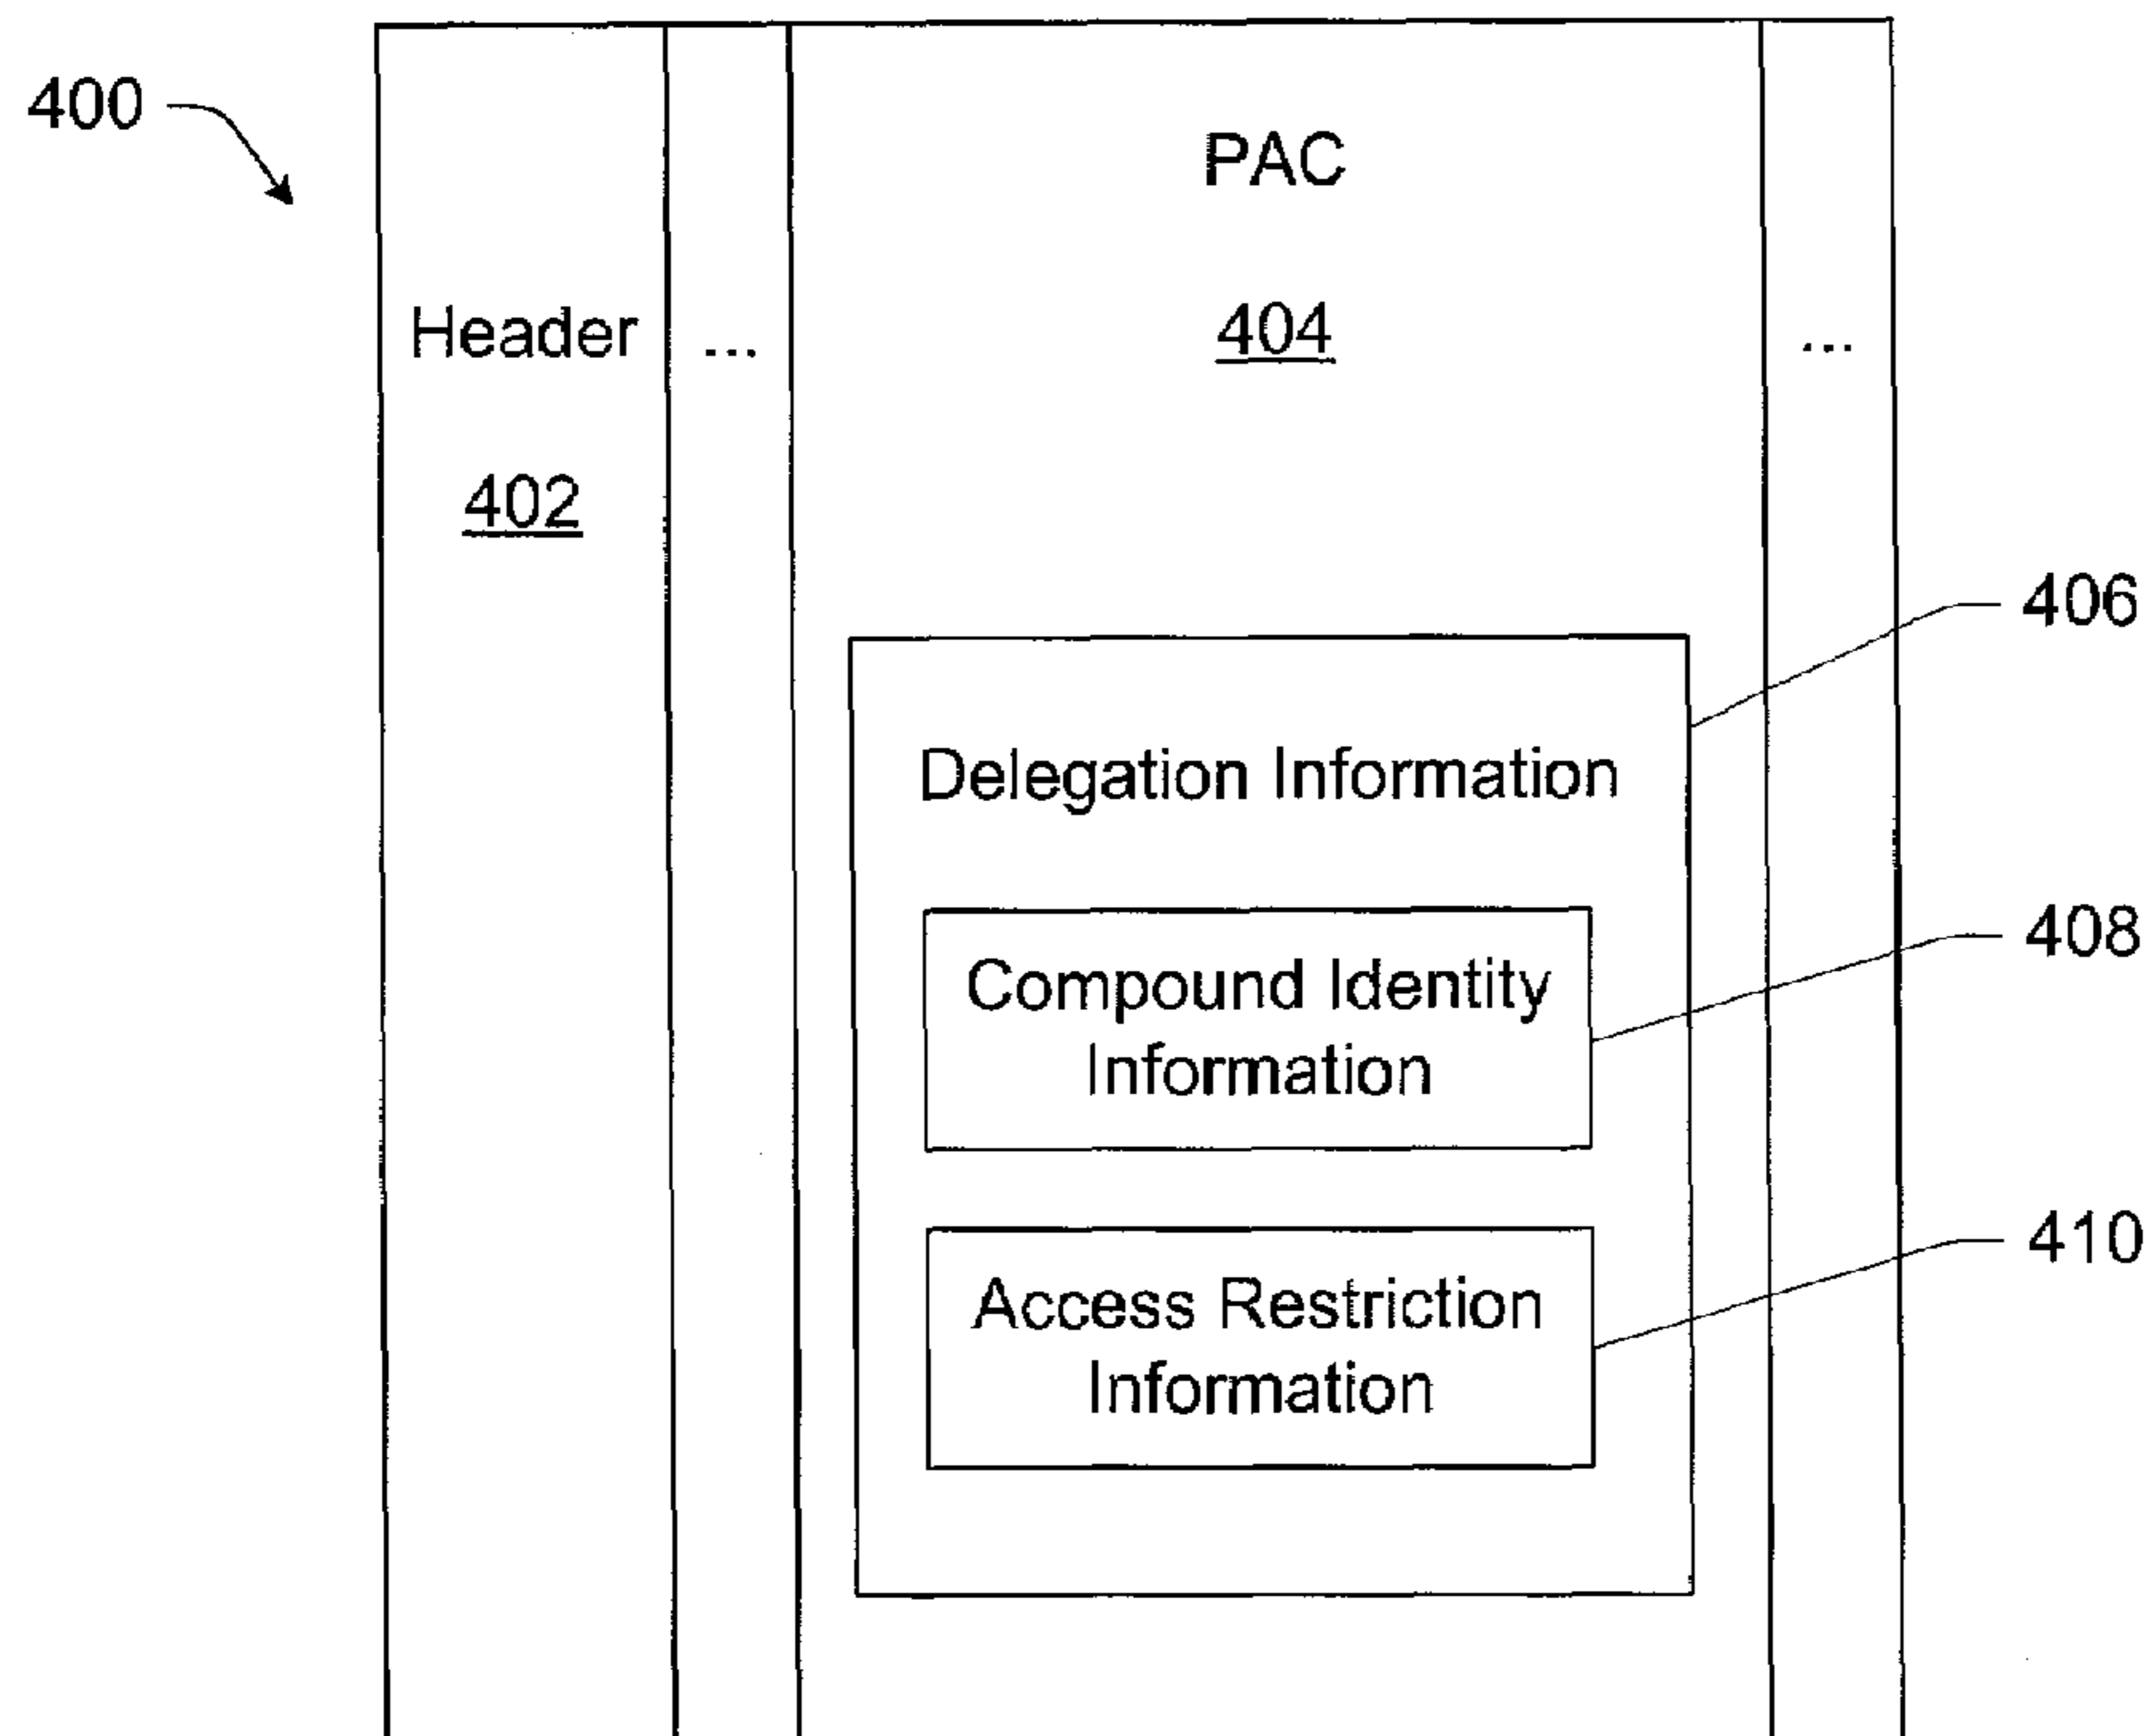 400
PAC
Header
...
404
...
402
406
Delegation Information
408
Compound Identity
Information
410
Access Restriction
Information